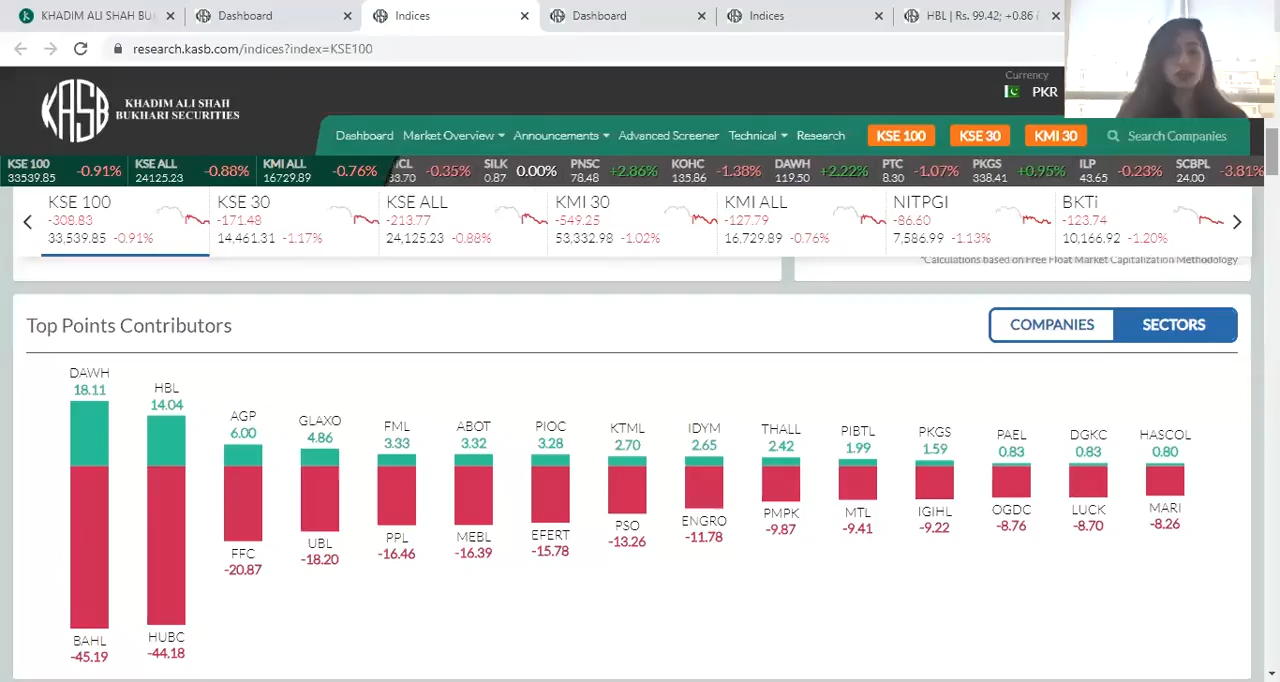 KHADIM ALI SHAH BU
Dashboard
Indices
Dashboard
Indices
HBL | Rs. 99.42; +0.86 (
research.kasb.com/indices?index=KSE100
KASB
KHADIM ALI SHAH
BUKHARI SECURITIES
Currency
PKR
Dashboard Market Overview Announcements Advanced Screener Technical Research KSE 100 KSE 30 KMI 30 Search Companies
KSE 100 33539.85 -0.91%
KSE ALL 24125.23 -0.88%
KMI ALL 16729.89 -0.76%
ICL 33.70 -0.35%
SILK 0.87 0.00%
PNSC 78.48 +2.86%
KOHC 135.86 -1.38%
DAWH 119.50 +2.22%
PTC 8.30 -1.07%
PKGS 338.41 +0.95%
ILP 43.65 -0.23%
SCBPL 24.00 -3.81%
KSE 100
-308.83
33,539.85 -0.91%
KSE 30
-171.48
14,461.31 -1.17%
KSE ALL
-213.77
24,125.23 -0.88%
KMI 30
-549.25
53,332.98 -1.02%
KMI ALL
-127.79
16,729.89 -0.76%
NITPGI
-86.60
7,586.99 -1.13%
BKTi
-123.74
10,166.92 -1.20%
*Calculations based on Free Float Market Capitalization Methodology
Top Points Contributors
COMPANIES
SECTORS
DAWH
18.11
HBL
14.04
AGP
6.00
GLAXO
4.86
FML
3.33
ABOT
3.32
PIOC
3.28
KTML
2.70
IDYM
2.65
THALL
2.42
PIBTL
1.99
PKGS
1.59
PAEL
0.83
DGKC
0.83
HASCOL
0.80
BAHL
-45.19
HUBC
-44.18
FFC
-20.87
UBL
-18.20
PPL
-16.46
MEBL
-16.39
EFERT
-15.78
PSO
-13.26
ENGRO
-11.78
PMPK
-9.87
MTL
-9.41
IGIHL
-9.22
OGDC
-8.76
LUCK
-8.70
MARI
-8.26